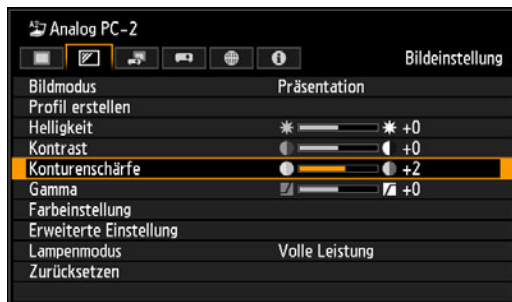 Analog PC-2
Bildeinstellung
Bildmodus Präsentation
Profil erstellen
Helligkeit +0
Kontrast +0
Konturenschärfe +2
Gamma +0
Farbeinstellung
Erweiterte Einstellung
Lampenmodus Volle Leistung
Zurücksetzen